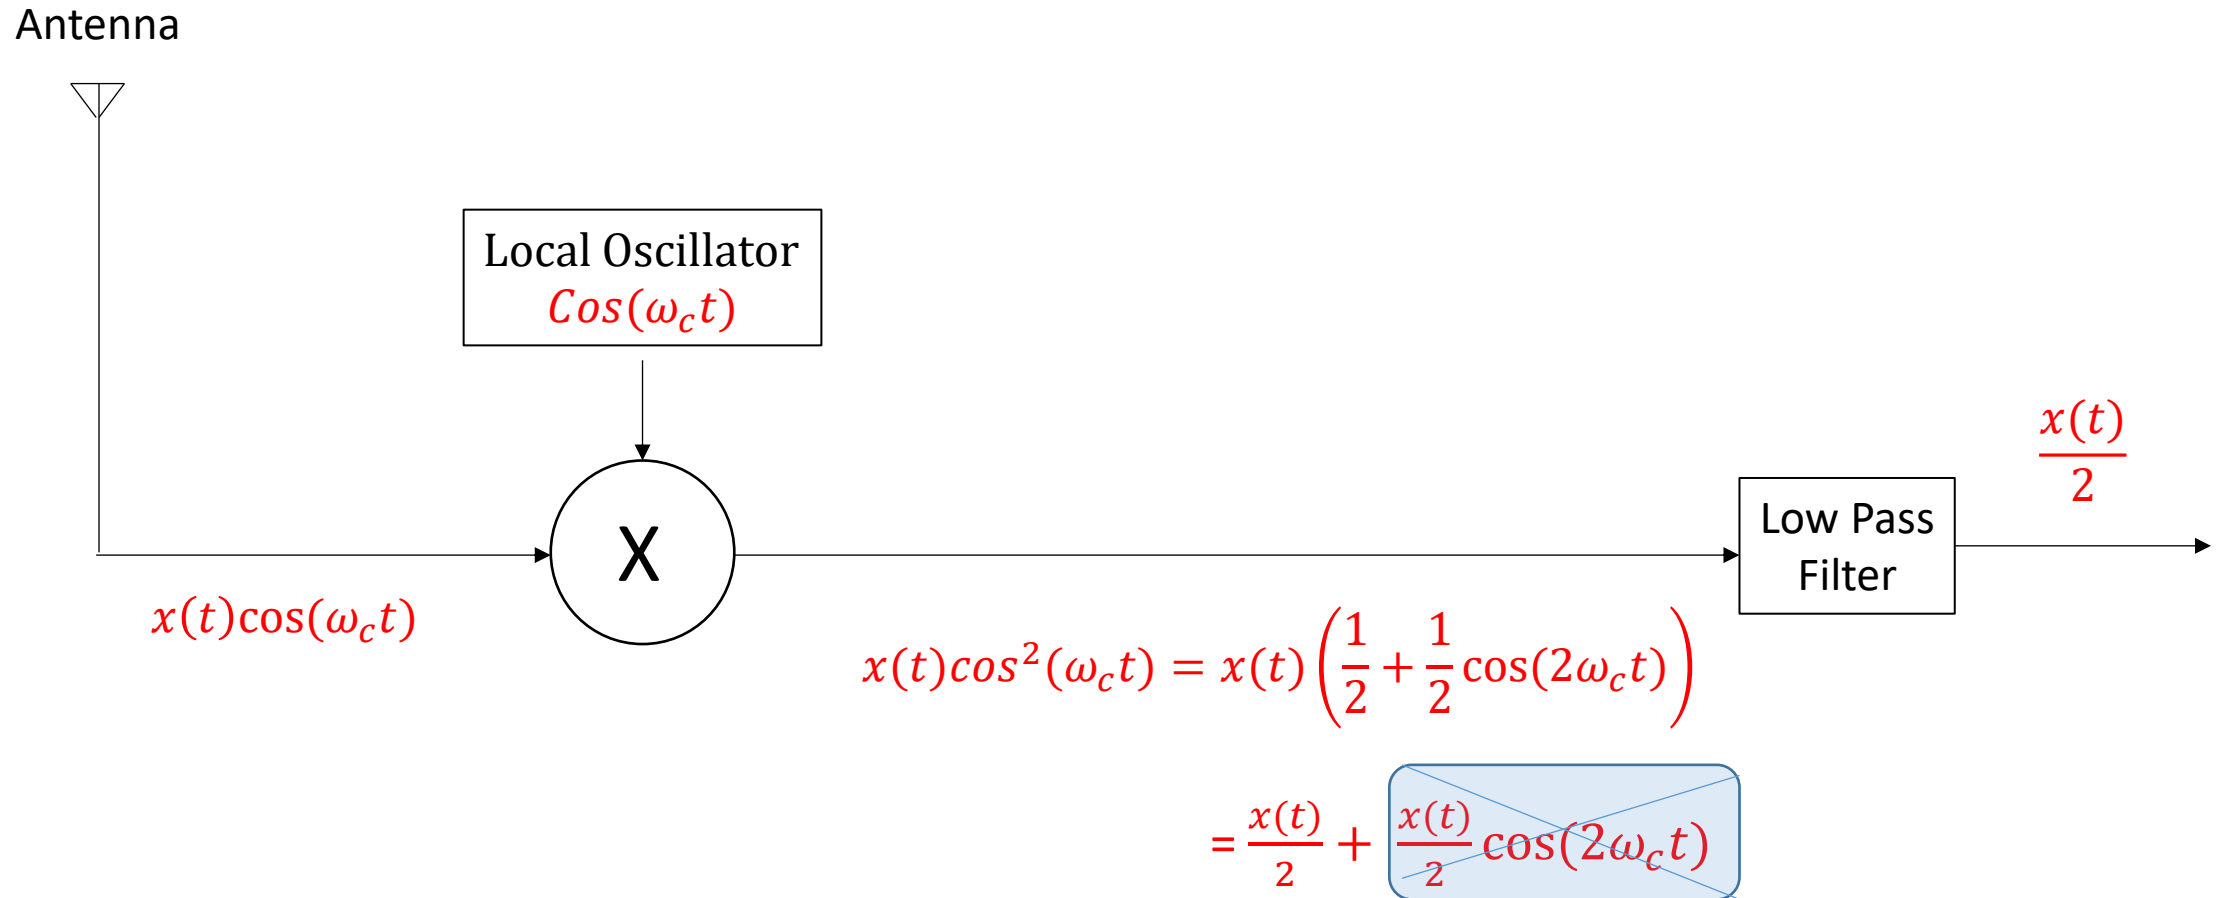 Antenna
Local Oscillator
Cos(ω_c t)
X
x(t)cos(ω_c t)
x(t)/2
Low Pass
Filter
x(t)cos²(ω_c t) = x(t)(1/2 + 1/2 cos(2ω_c t))
= x(t)/2 + x(t)/2 cos(2ω_c t)